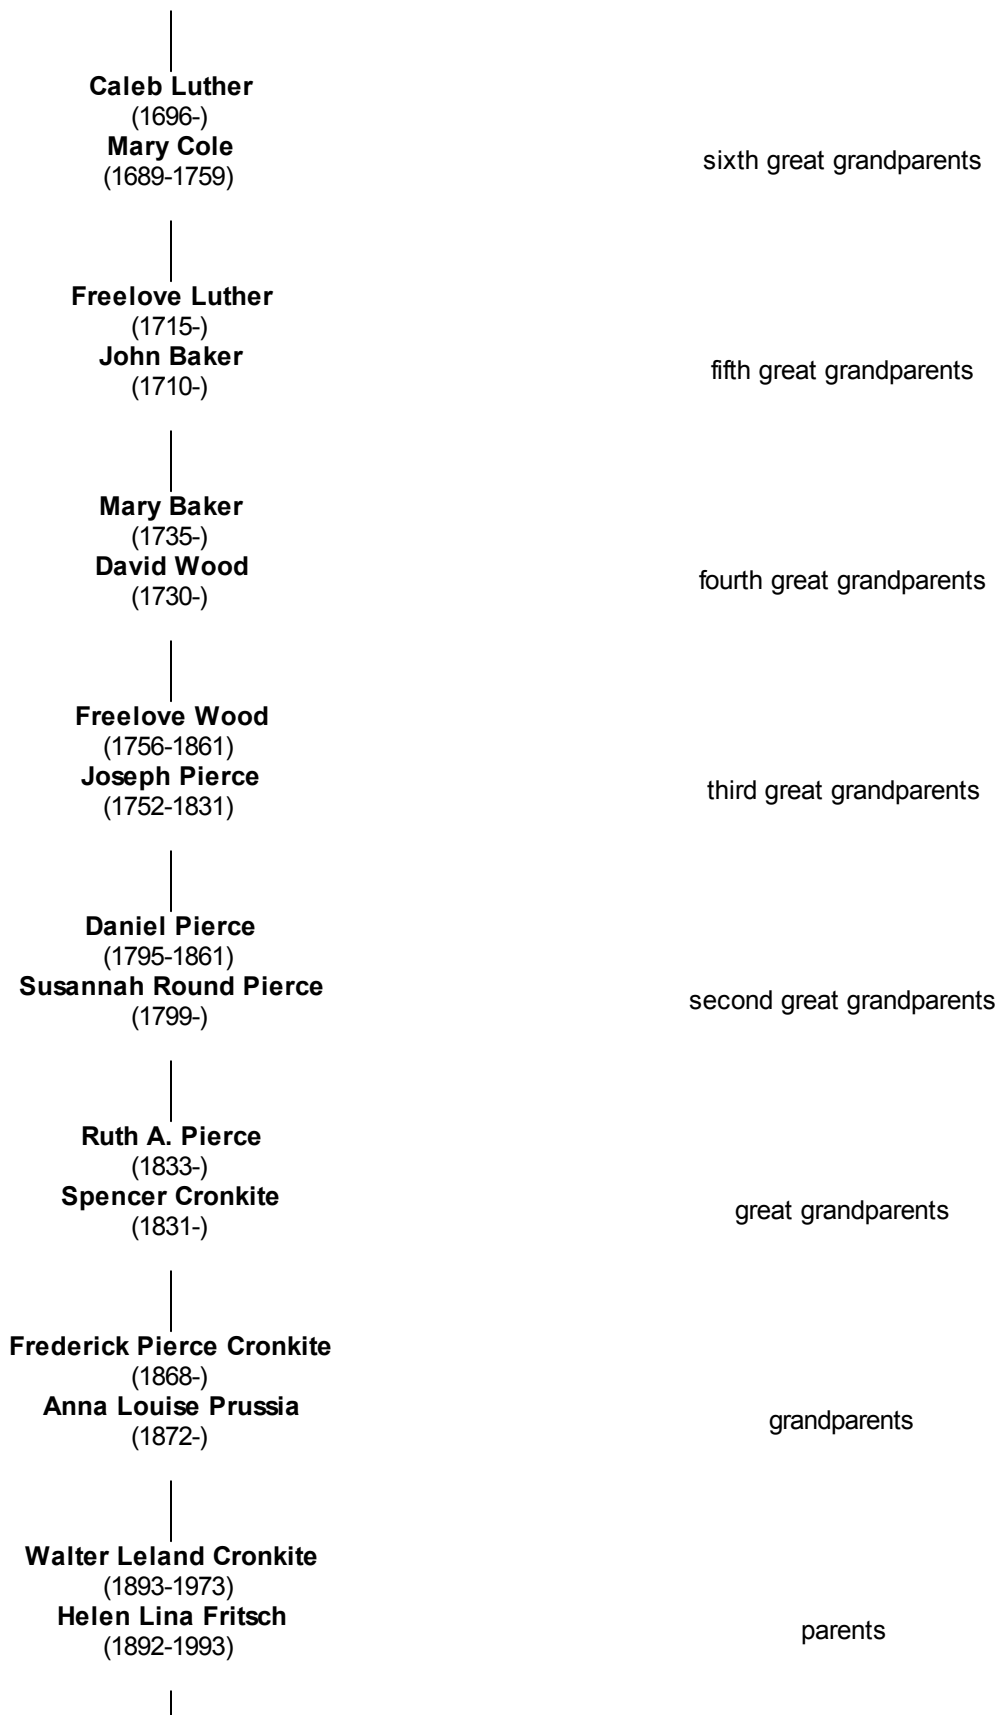 Caleb Luther
(1696-)
Mary Cole
(1689-1759)
sixth great grandparents
Freelove Luther
(1715-)
John Baker
(1710-)
fifth great grandparents
Mary Baker
(1735-)
David Wood
(1730-)
fourth great grandparents
Freelove Wood
(1756-1861)
Joseph Pierce
(1752-1831)
third great grandparents
Daniel Pierce
(1795-1861)
Susannah Round Pierce
(1799-)
second great grandparents
Ruth A. Pierce
(1833-)
Spencer Cronkite
(1831-)
great grandparents
Frederick Pierce Cronkite
(1868-)
Anna Louise Prussia
(1872-)
grandparents
Walter Leland Cronkite
(1893-1973)
Helen Lina Fritsch
(1892-1993)
parents